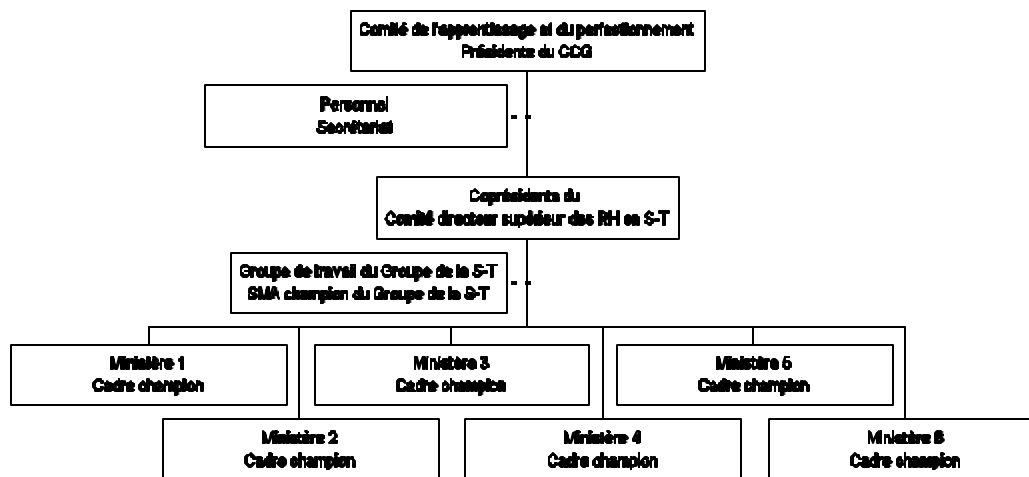 Comité de l'apprentissage et du perfectionnement
Présidents du CCG
Personnel
Secrétariat
Coprésidents du
Comité directeur supérieur des RH en S-T
Groupe de travail du Groupe de la S-T
SMA champion du Groupe de la S-T
Ministère 1
Cadre champion
Ministère 3
Cadre champion
Ministère 5
Cadre champion
Ministère 2
Cadre champion
Ministère 4
Cadre champion
Ministère 6
Cadre champion